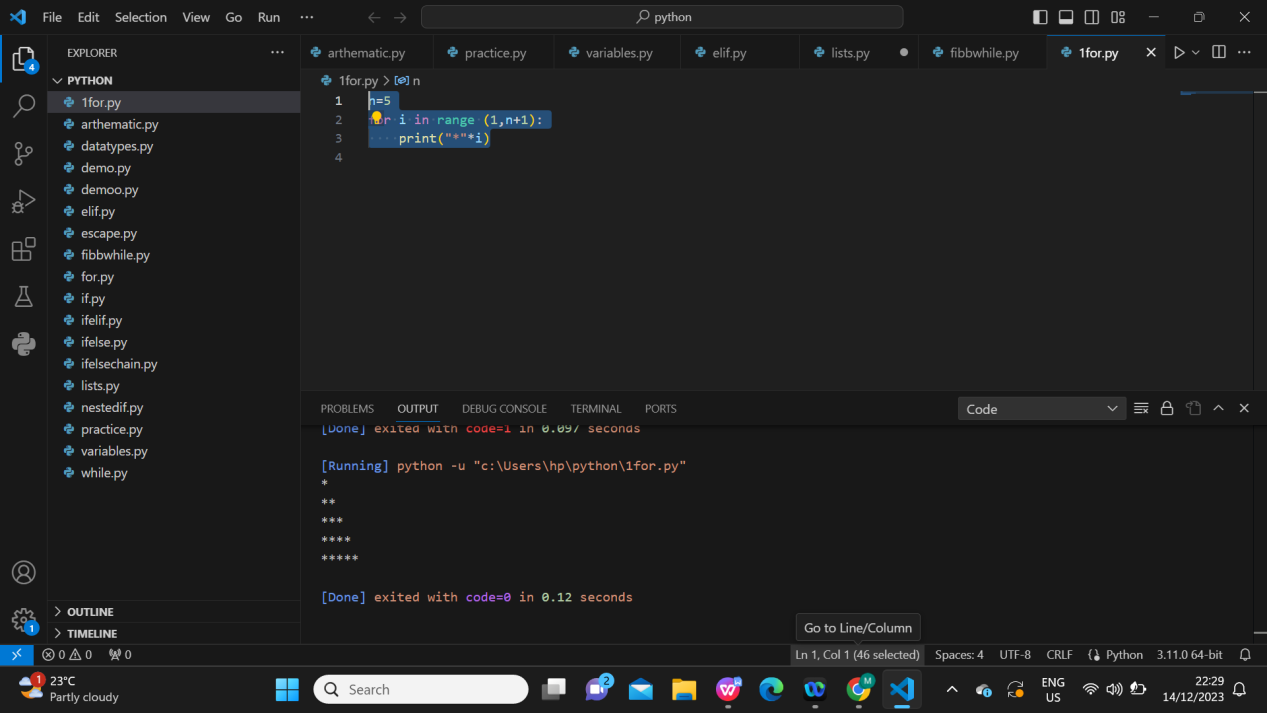 File Edit Selection View Go Run ··· python
EXPLORER ···
PYTHON
1for.py
arthematic.py
datatypes.py
demo.py
demoo.py
elif.py
escape.py
fibbwhile.py
for.py
if.py
ifelif.py
ifelse.py
ifelsechain.py
lists.py
nestedif.py
practice.py
variables.py
while.py
OUTLINE
TIMELINE
4
1
arthematic.py practice.py variables.py elif.py lists.py fibbwhile.py 1for.py
1for.py > n
1 n=5
2 for i in range (1,n+1):
3 ····print("*"*i)
4
PROBLEMS OUTPUT DEBUG CONSOLE TERMINAL PORTS Code
[Done] exited with code=1 in 0.097 seconds
[Running] python -u "c:\Users\hp\python\1for.py"
*
**
***
****
*****
[Done] exited with code=0 in 0.12 seconds
Go to Line/Column
0 0 0 Ln 1, Col 1 (46 selected) Spaces: 4 UTF-8 CRLF Python 3.11.0 64-bit
1 23°C
Partly cloudy
Search
2
M
ENG
US
22:29
14/12/2023